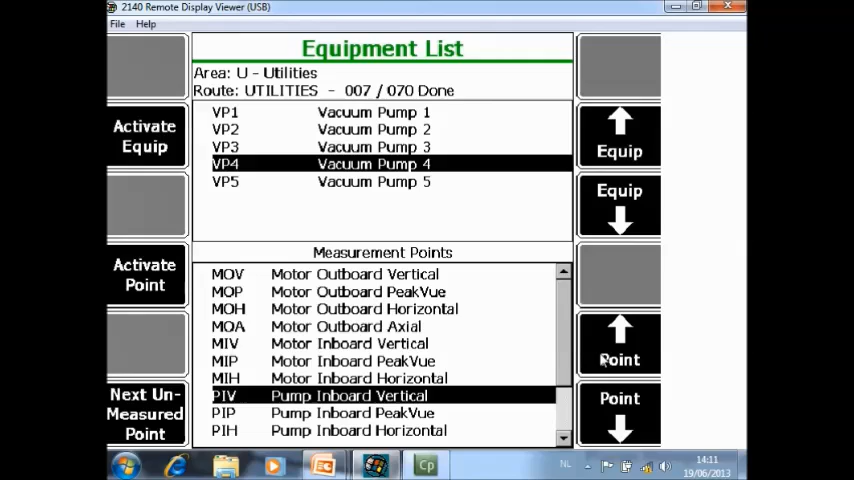 2140 Remote Display Viewer (USB)
File Help
Equipment List
Area: U - Utilities
Route: UTILITIES - 007 / 070 Done
VP1 Vacuum Pump 1
VP2 Vacuum Pump 2
VP3 Vacuum Pump 3
VP4 Vacuum Pump 4
VP5 Vacuum Pump 5
Measurement Points
MOV Motor Outboard Vertical
MOP Motor Outboard PeakVue
MOH Motor Outboard Horizontal
MOA Motor Outboard Axial
MIV Motor Inboard Vertical
MIP Motor Inboard PeakVue
MIH Motor Inboard Horizontal
PIV Pump Inboard Vertical
PIP Pump Inboard PeakVue
PIH Pump Inboard Horizontal
Activate
Equip
Activate
Point
Next Un-
Measured
Point
Equip
Equip
Point
Point
Cp
NL
14:11
19/06/2013